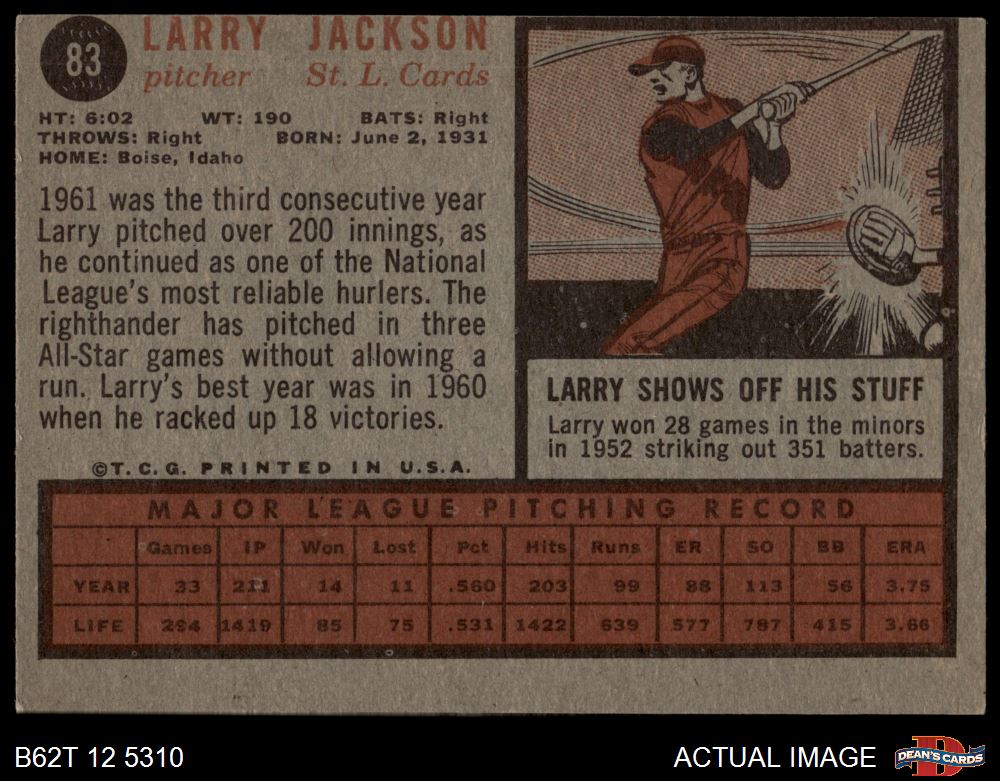 83
LARRY JACKSON
pitcher St. L. Cards
HT: 6:02 WT: 190 BATS: Right
THROWS: Right BORN: June 2, 1931
HOME: Boise, Idaho
1961 was the third consecutive year
Larry pitched over 200 innings, as
he continued as one of the National
League's most reliable hurlers. The
righthander has pitched in three
All-Star games without allowing a
run. Larry's best year was in 1960
when he racked up 18 victories.
©T.C.G. PRINTED IN U.S.A.
LARRY SHOWS OFF HIS STUFF
Larry won 28 games in the minors
in 1952 striking out 351 batters.
MAJOR LEAGUE PITCHING RECORD
Games IP Won Lost Pct Hits Runs ER SO BB ERA
YEAR 33 211 14 11 .560 203 99 88 113 56 3.75
LIFE 294 1419 85 75 .531 1422 639 577 787 415 3.66
B62T 12 5310
ACTUAL IMAGE
D
DEAN'S CARDS